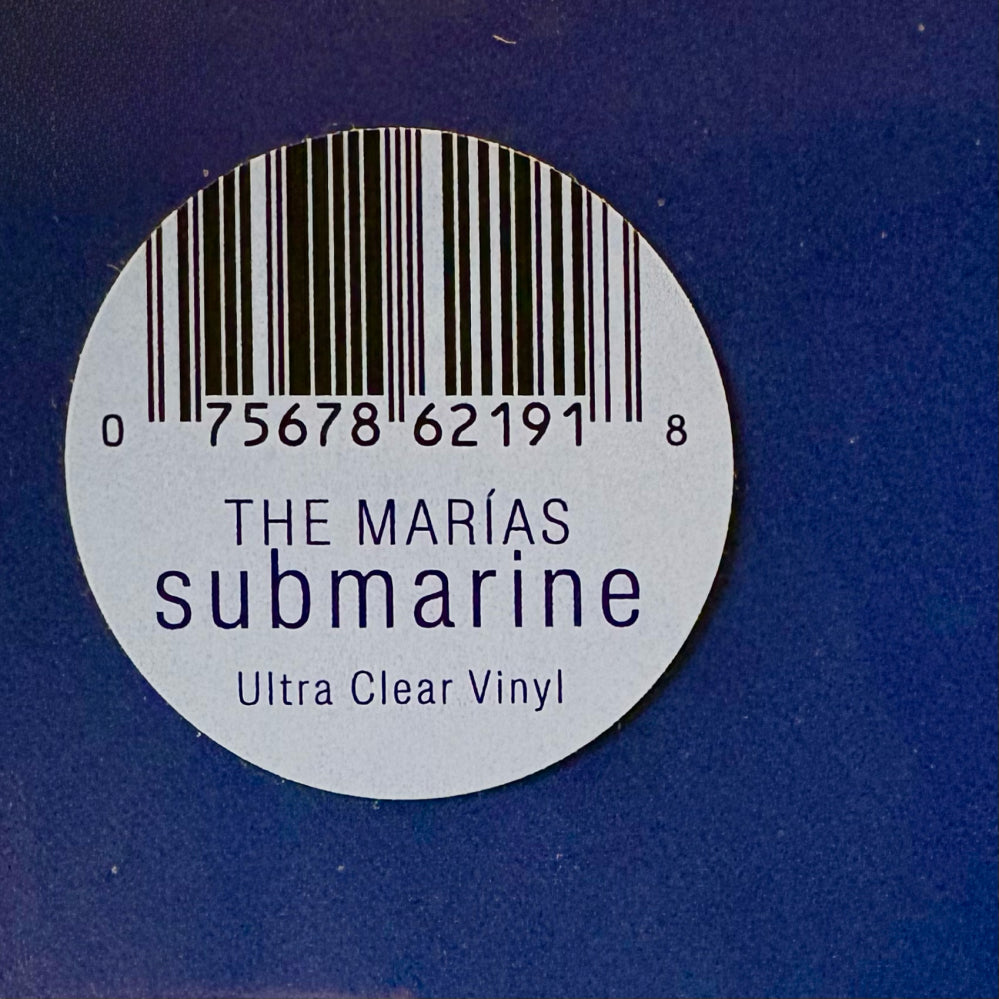 0 75678 62191 8
THE MARÍAS
submarine
Ultra Clear Vinyl